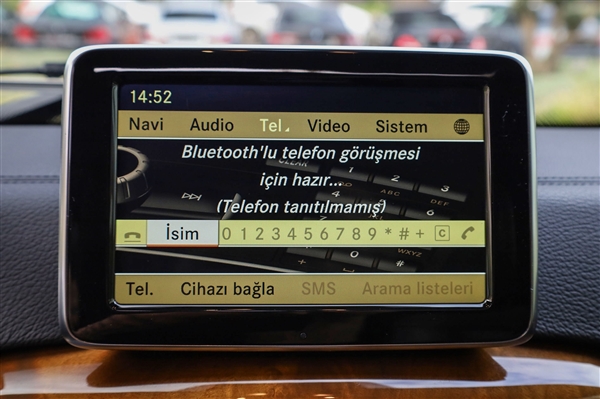 14:52
Navi Audio Tel Video Sistem
Bluetooth'lu telefon görüşmesi
için hazır...
(Telefon tanıtılmamış)
İsim 0 1 2 3 4 5 6 7 8 9 * # + C
Tel. Cihazı bağla SMS Arama listeleri